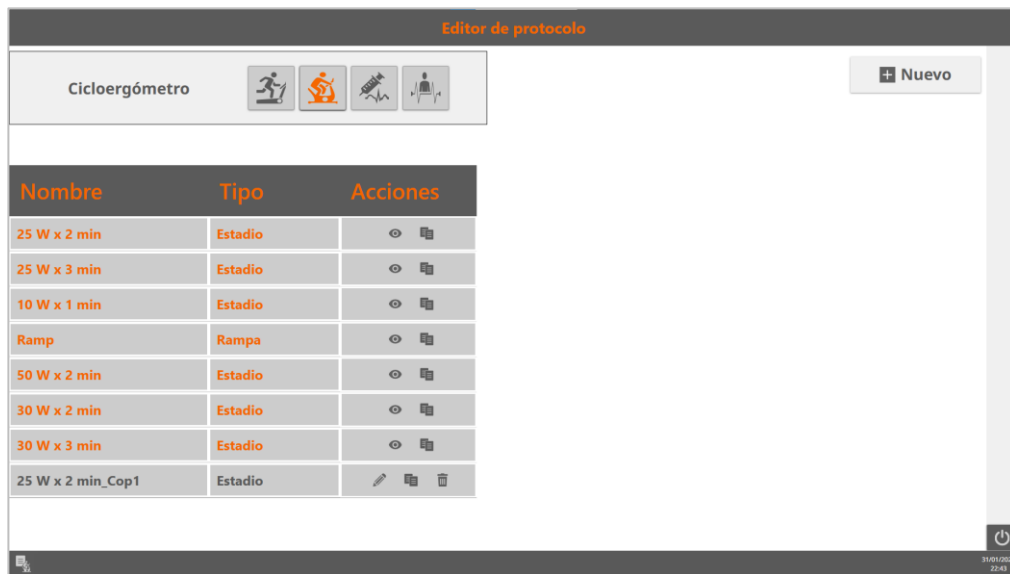 Editor de protocolo
Cicloergómetro
Nuevo
Nombre Tipo Acciones
25 W x 2 min Estadio
25 W x 3 min Estadio
10 W x 1 min Estadio
Ramp Rampa
50 W x 2 min Estadio
30 W x 2 min Estadio
30 W x 3 min Estadio
25 W x 2 min_Cop1 Estadio
22:43